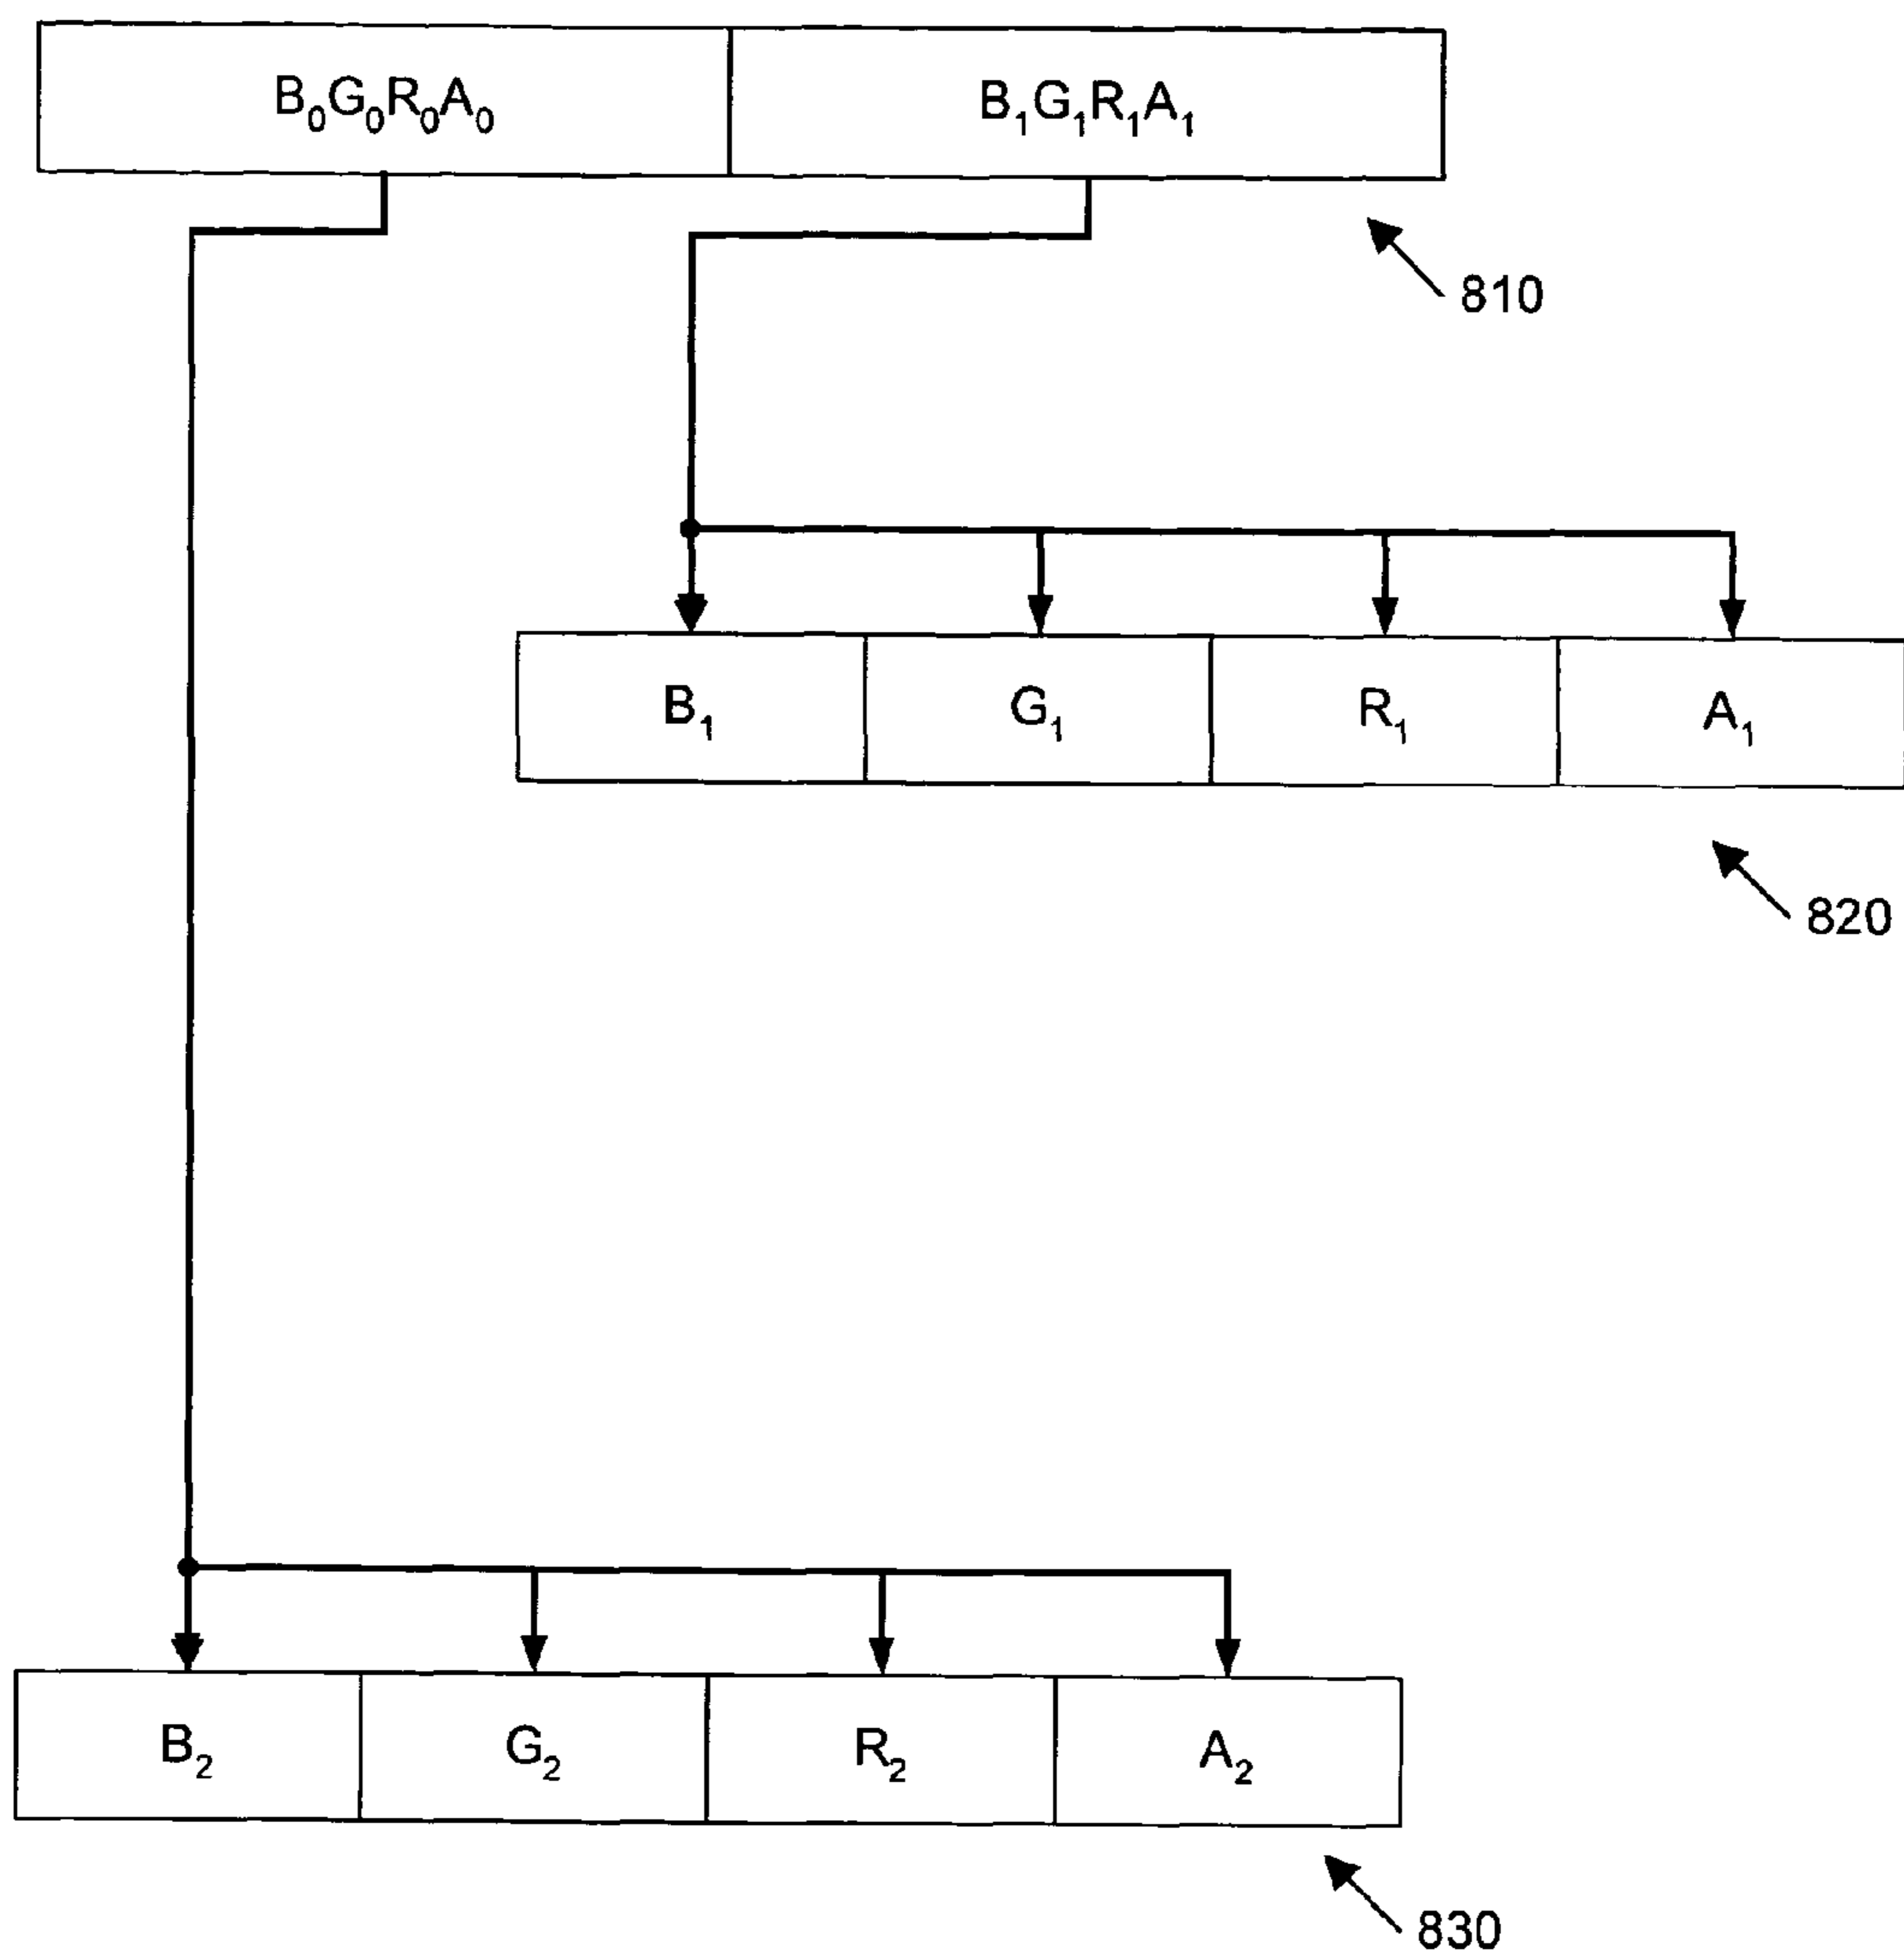 B₀G₀R₀A₀ B₁G₁R₁A₁
810
B₁ G₁ R₁ A₁
820
B₂ G₂ R₂ A₂
830